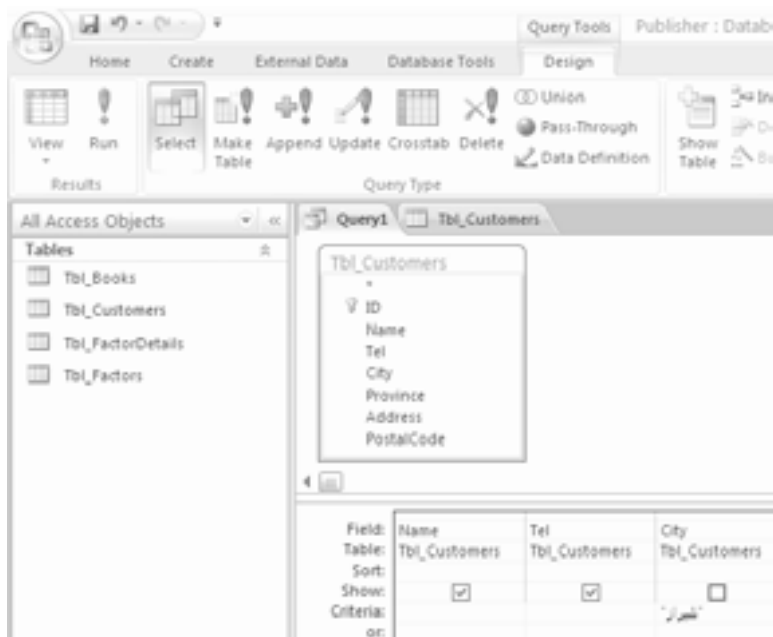 Query Tools
Publisher : Datab
Home Create External Data Database Tools Design
View
Run
Select
Make Table
Append
Update
Crosstab
Delete
Union
Pass-Through
Data Definition
Show Table
Results
Query Type
All Access Objects
Query1
Tbl_Customers
Tables
Tbl_Books
Tbl_Customers
Tbl_FactorDetails
Tbl_Factors
Tbl_Customers
*
ID
Name
Tel
City
Province
Address
PostalCode
Field: Name Tel City
Table: Tbl_Customers Tbl_Customers Tbl_Customers
Sort:
Show:
Criteria: "شیراز"
or: